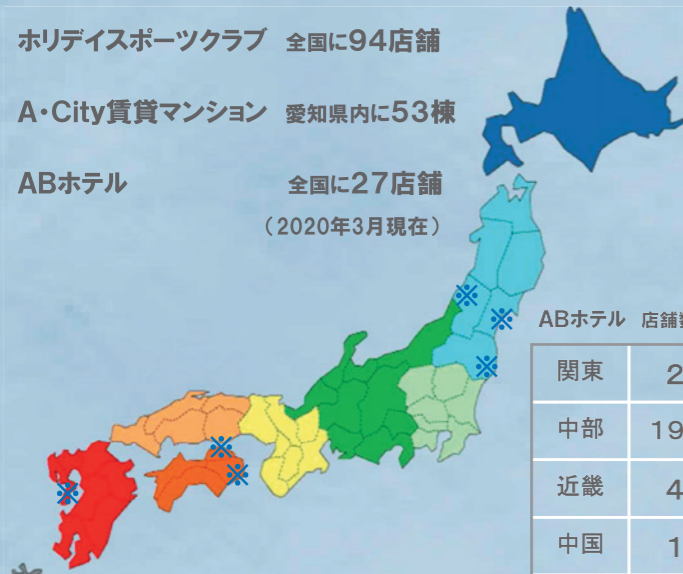 ホリデイスポーツクラブ 全国に94店舗
A・City賃貸マンション 愛知県内に53棟
ABホテル 全国に27店舗
（2020年3月現在）
※
※
※
※
※
※
ABホテル 店舗数
関東 2
中部 19
近畿 4
中国 1